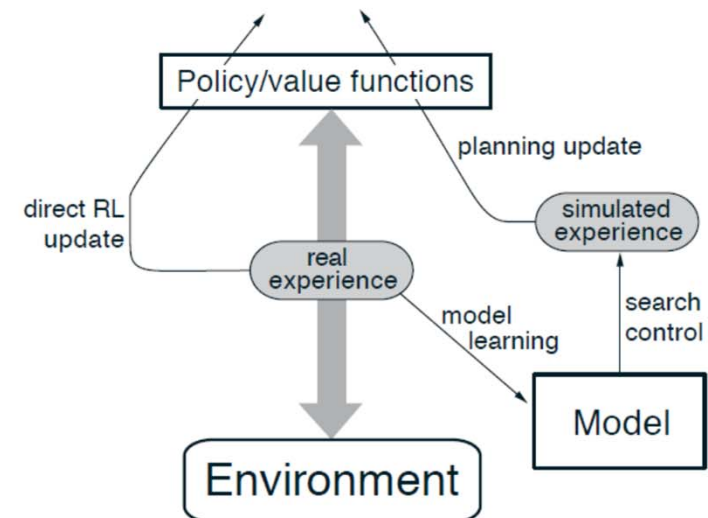 Policy/value functions
planning update
direct RL
update
simulated
experience
real
experience
model
learning
search
control
Model
Environment